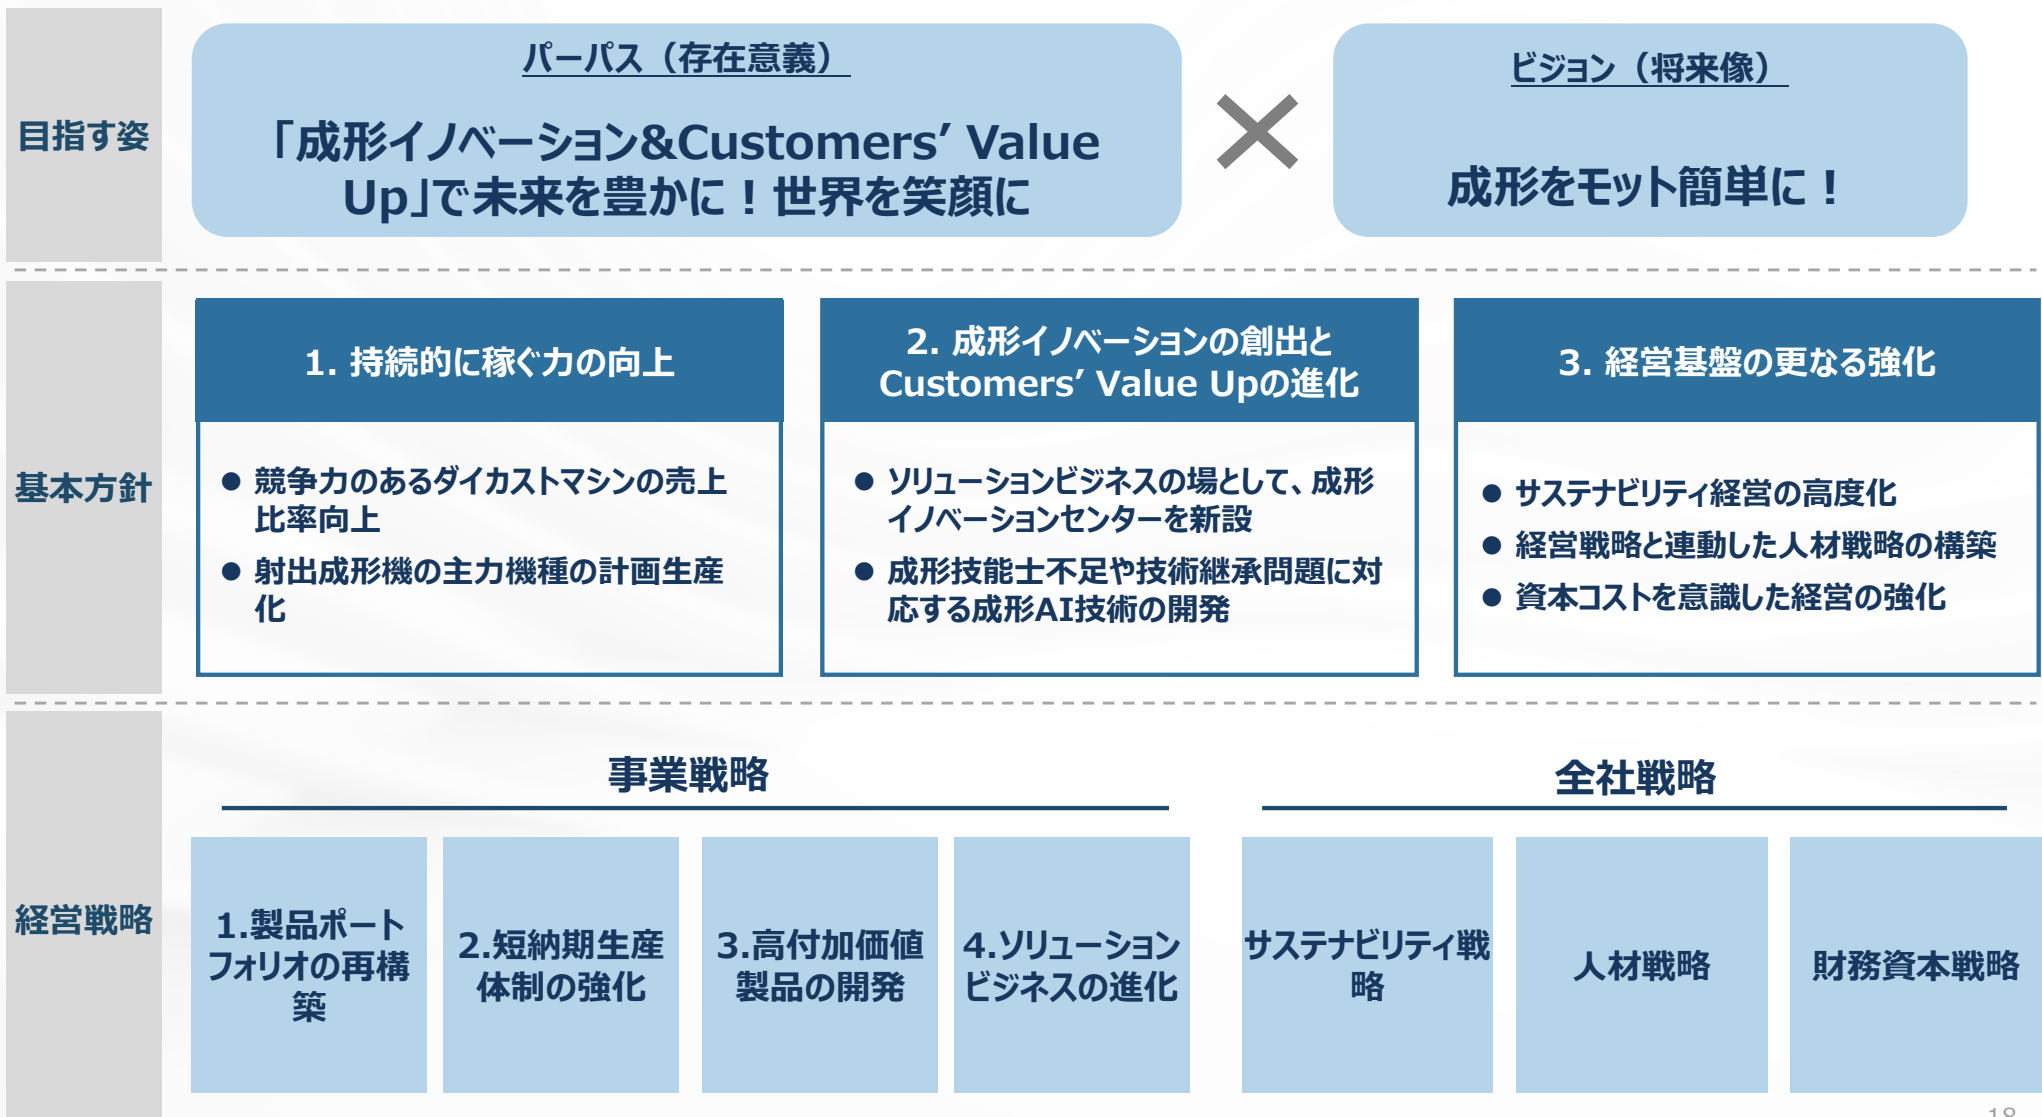 目指す姿
パーパス（存在意義）
「成形イノベーション&Customers’ Value
Up」で未来を豊かに！世界を笑顔に
ビジョン（将来像）
成形をモット簡単に！
基本方針
1. 持続的に稼ぐ力の向上
● 競争力のあるダイカストマシンの売上
比率向上
● 射出成形機の主力機種の計画生産
化
2. 成形イノベーションの創出と
Customers’ Value Upの進化
● ソリューションビジネスの場として、成形
イノベーションセンターを新設
● 成形技能士不足や技術継承問題に対
応する成形AI技術の開発
3. 経営基盤の更なる強化
● サステナビリティ経営の高度化
● 経営戦略と連動した人材戦略の構築
● 資本コストを意識した経営の強化
経営戦略
事業戦略
1.製品ポート
フォリオの再構
築
2.短納期生産
体制の強化
3.高付加価値
製品の開発
4.ソリューション
ビジネスの進化
全社戦略
サステナビリティ戦
略
人材戦略
財務資本戦略
18